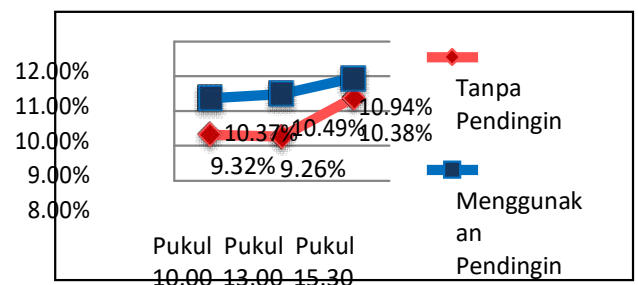 12.00%
11.00%
10.00%
9.00%
8.00%
10.94%
10.37% 10.49% 10.38%
9.32% 9.26%
Pukul Pukul Pukul
10.00 13.00 15.30
Tanpa
Pendingin
Menggunak
an
Pendingin